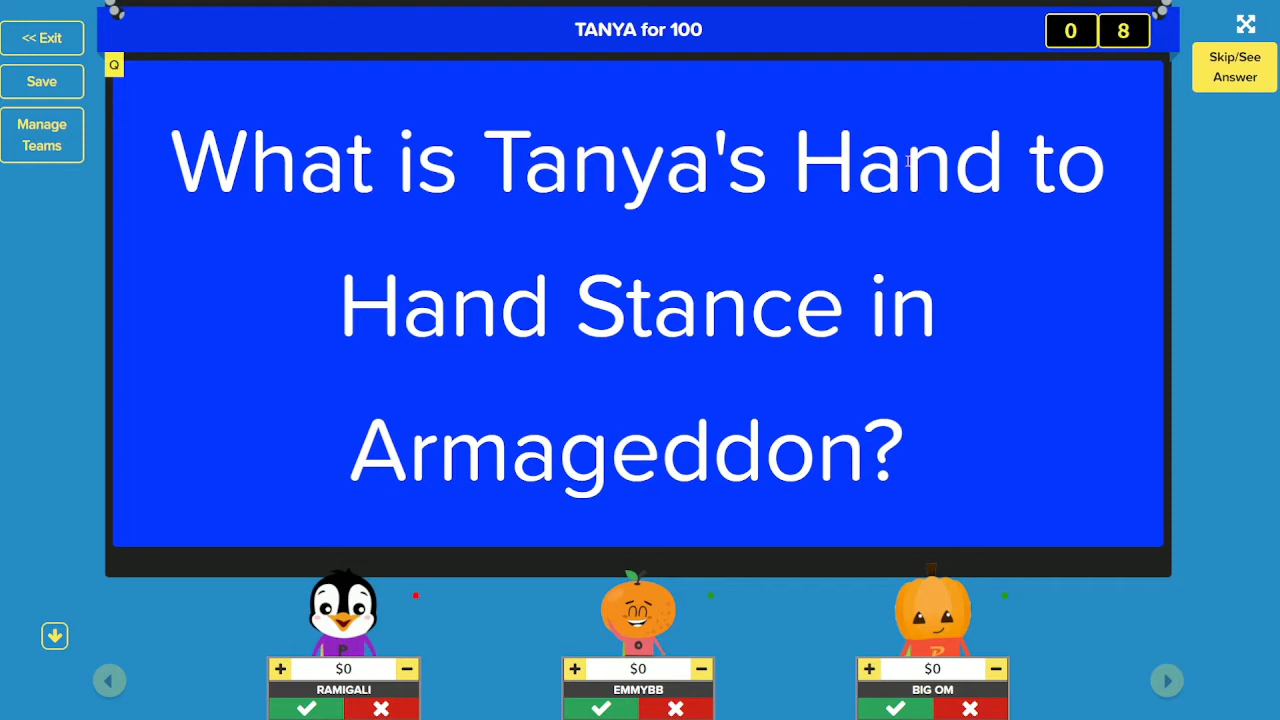 << Exit
Save
Manage
Teams
TANYA for 100
0 8
Skip/See
Answer
Q
What is Tanya's Hand to
Hand Stance in
Armageddon?
P
O
P
+ $0 −
+ $0 −
+ $0 −
RAMIGALI
EMMYBB
BIG OM